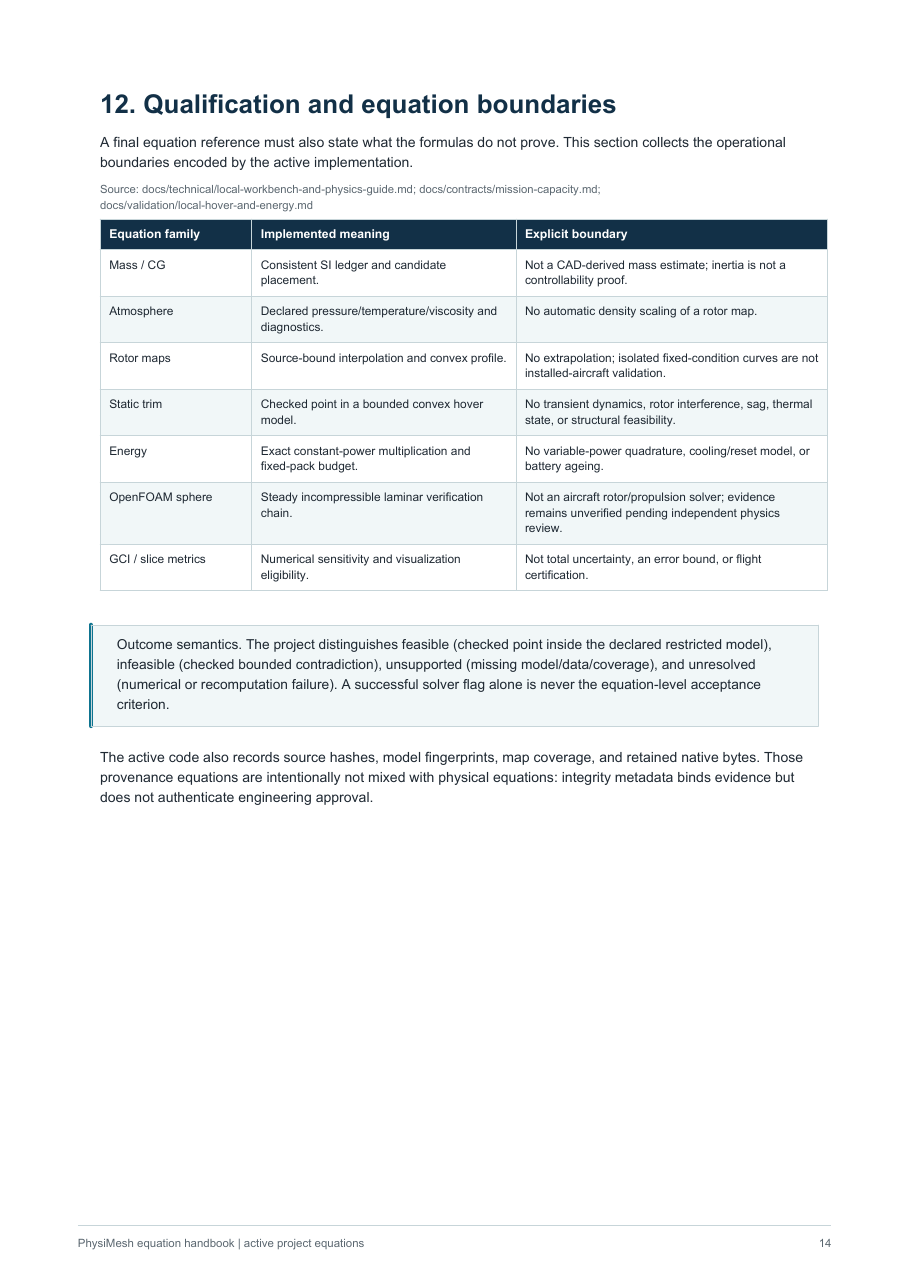 12. Qualification and equation boundaries
A final equation reference must also state what the formulas do not prove. This section collects the operational
boundaries encoded by the active implementation.
Source: docs/technical/local-workbench-and-physics-guide.md; docs/contracts/mission-capacity.md;
docs/validation/local-hover-and-energy.md
Equation family
Implemented meaning
Explicit boundary
Mass / CG
Consistent SI ledger and candidate
placement.
Not a CAD-derived mass estimate; inertia is not a
controllability proof.
Atmosphere
Declared pressure/temperature/viscosity and
diagnostics.
No automatic density scaling of a rotor map.
Rotor maps
Source-bound interpolation and convex profile.
No extrapolation; isolated fixed-condition curves are not
installed-aircraft validation.
Static trim
Checked point in a bounded convex hover
model.
No transient dynamics, rotor interference, sag, thermal
state, or structural feasibility.
Energy
Exact constant-power multiplication and
fixed-pack budget.
No variable-power quadrature, cooling/reset model, or
battery ageing.
OpenFOAM sphere
Steady incompressible laminar verification
chain.
Not an aircraft rotor/propulsion solver; evidence
remains unverified pending independent physics
review.
GCI / slice metrics
Numerical sensitivity and visualization
eligibility.
Not total uncertainty, an error bound, or flight
certification.
Outcome semantics. The project distinguishes feasible (checked point inside the declared restricted model),
infeasible (checked bounded contradiction), unsupported (missing model/data/coverage), and unresolved
(numerical or recomputation failure). A successful solver flag alone is never the equation-level acceptance
criterion.
The active code also records source hashes, model fingerprints, map coverage, and retained native bytes. Those
provenance equations are intentionally not mixed with physical equations: integrity metadata binds evidence but
does not authenticate engineering approval.
PhysiMesh equation handbook | active project equations
14